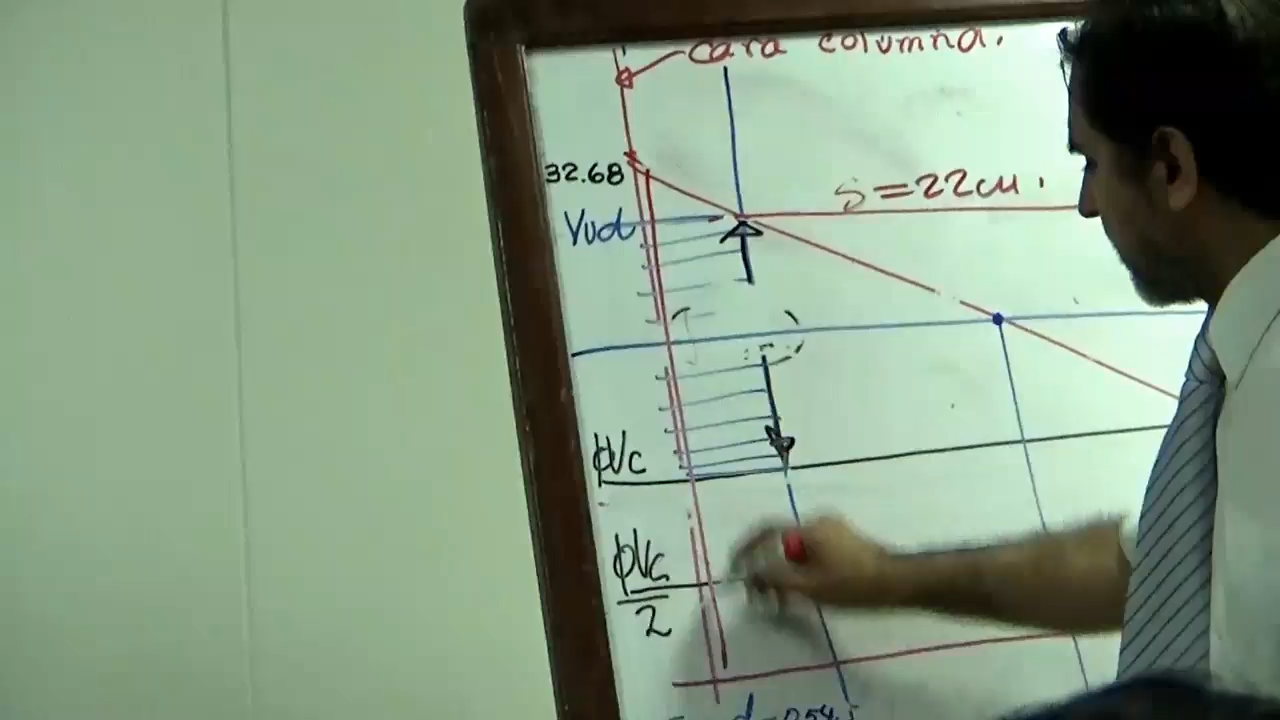 cara columna.
32.68
S=22cm.
Vud
ϕVc
ϕVc
2